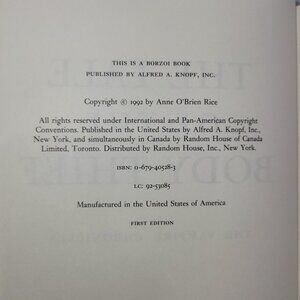 THIS IS A BORZOI BOOK
PUBLISHED BY ALFRED A. KNOPF, INC.
Copyright © 1992 by Anne O'Brien Rice
All rights reserved under International and Pan-American Copyright
Conventions. Published in the United States by Alfred A. Knopf, Inc.,
New York, and simultaneously in Canada by Random House of Canada
Limited, Toronto. Distributed by Random House, Inc., New York.
ISBN: 0-679-40528-3
LC: 92-53085
Manufactured in the United States of America
FIRST EDITION